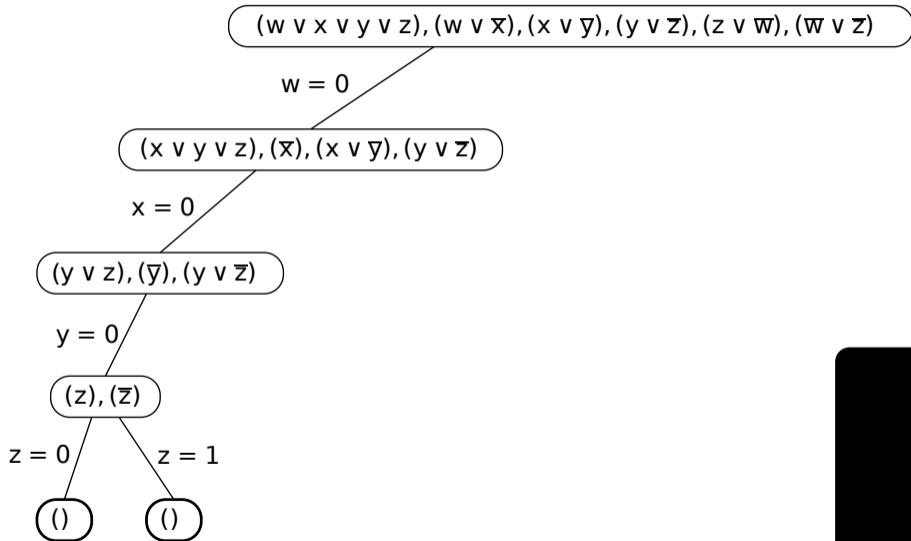 (w ∨ x ∨ y ∨ z), (w ∨ x̅), (x ∨ y̅), (y ∨ z̅), (z ∨ w̅), (w̅ ∨ z̅)
w = 0
(x ∨ y ∨ z), (x̅), (x ∨ y̅), (y ∨ z̅)
x = 0
(y ∨ z), (y̅), (y ∨ z̅)
y = 0
(z), (z̅)
z = 0 z = 1
() ()